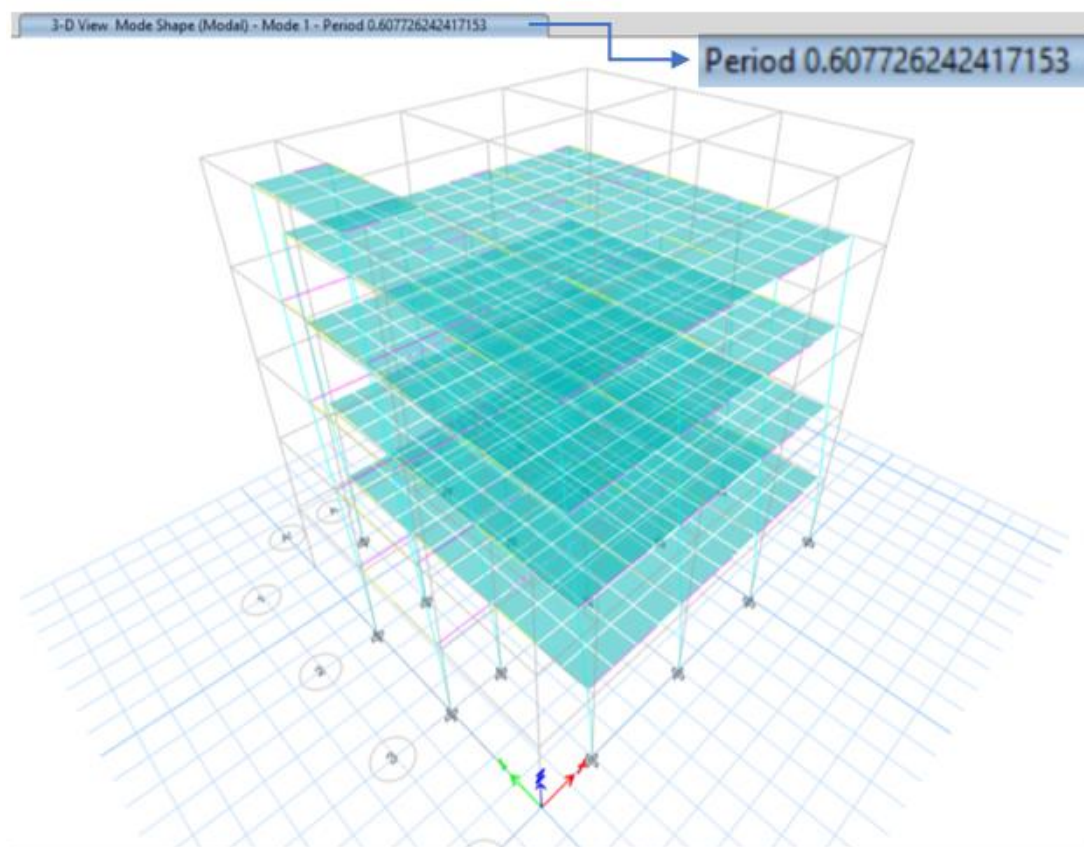 3-D View Mode Shape (Modal) - Mode 1 - Period 0.607726242417153
Period 0.607726242417153